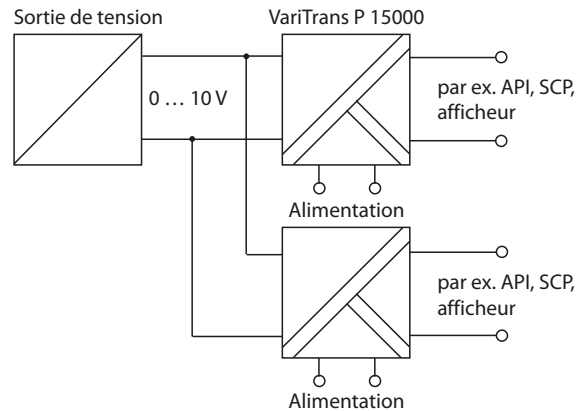 Sortie de tension
VariTrans P 15000
0 … 10 V
par ex. API, SCP,
afficheur
Alimentation
par ex. API, SCP,
afficheur
Alimentation